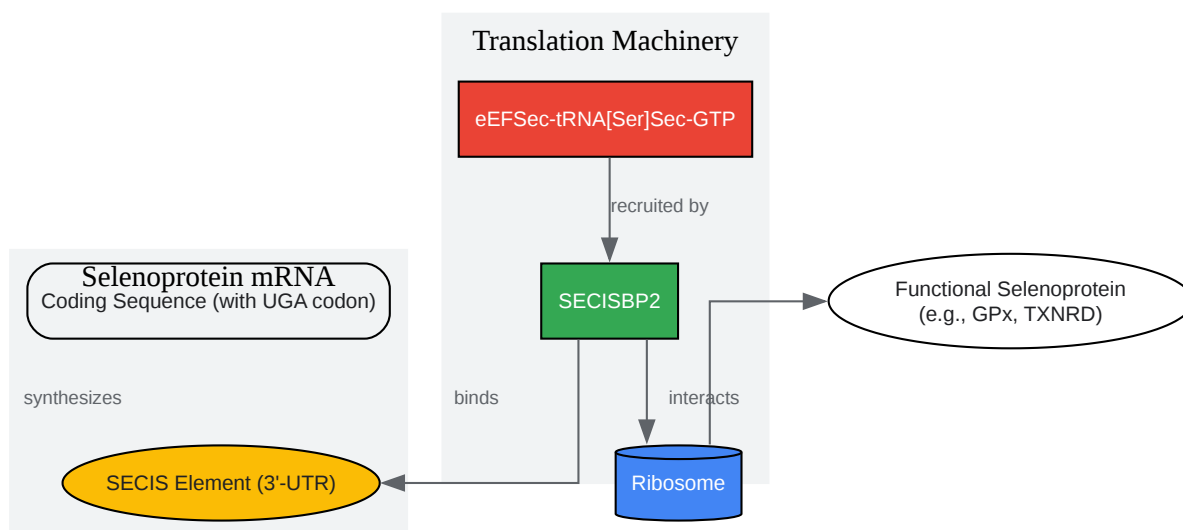 Translation Machinery
eEFSec-tRNA[Ser]Sec-GTP
recruited by
Selenoprotein mRNA
Coding Sequence (with UGA codon)
SECISBP2
Functional Selenoprotein
(e.g., GPx, TXNRD)
synthesizes
binds
interacts
SECIS Element (3'-UTR)
Ribosome